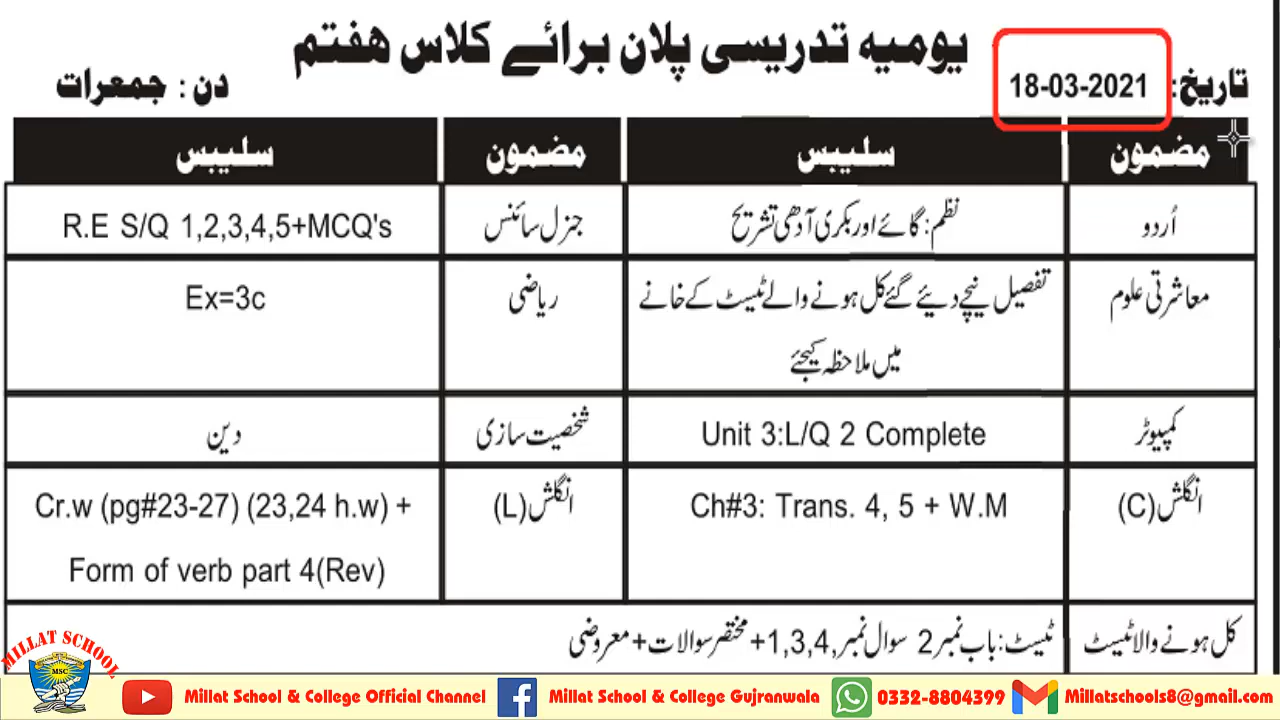 یومیہ تدریسی پلان برائے کلاس ہفتم
تاریخ: 18-03-2021
دن : جمعرات
مضمون سلیبس مضمون سلیبس
اُردو نظم: گائے اور بکری آدھی تشریح جنرل سائنس R.E S/Q 1,2,3,4,5+MCQ's
معاشرتی علوم تفصیل نیچے دیئے گئے کل ہونے والے ٹیسٹ کے خانے ریاضی Ex=3c
میں ملاحظہ کیجئے
کمپیوٹر Unit 3:L/Q 2 Complete شخصیت سازی دین
انگلش(C) Ch#3: Trans. 4, 5 + W.M انگلش(L) Cr.w (pg#23-27) (23,24 h.w) +
Form of verb part 4(Rev)
کل ہونے والا ٹیسٹ ٹیسٹ: باب نمبر 2 سوال نمبر 1,3,4,+ مختصر سوالات + معروضی
MILLAT SCHOOL
MSC
Millat School & College Official Channel Millat School & College Gujranwala 0332-8804399 Millatschools8@gmail.com